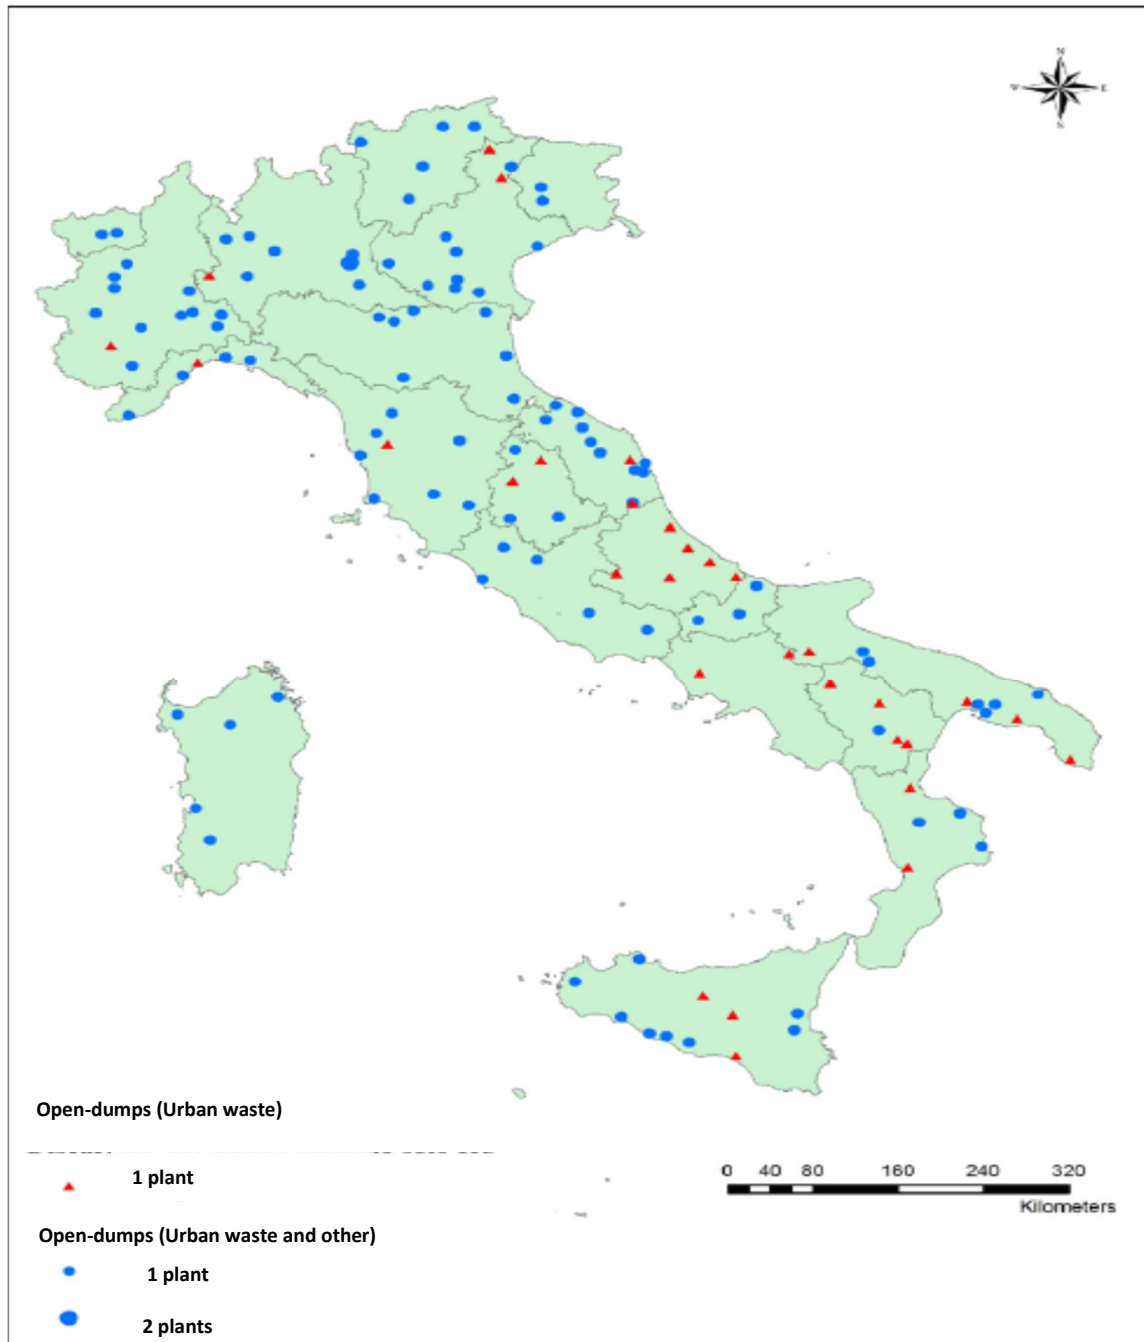 N
W
E
S
Open-dumps (Urban waste)
1 plant
Open-dumps (Urban waste and other)
1 plant
2 plants
0 40 80 160 240 320
Kilometers